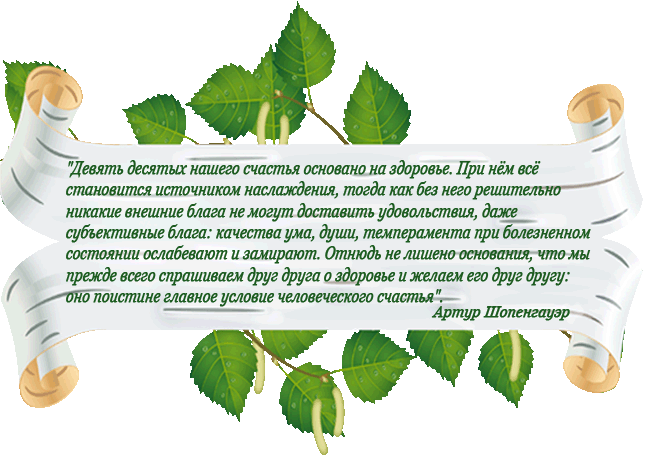 "Девять десятых нашего счастья основано на здоровье. При нём всё
становится источником наслаждения, тогда как без него решительно
никакие внешние блага не могут доставить удовольствия, даже
субъективные блага: качества ума, души, темперамента при болезненном
состоянии ослабевают и замирают. Отнюдь не лишено основания, что мы
прежде всего спрашиваем друг друга о здоровье и желаем его друг другу:
оно поистине главное условие человеческого счастья".
Артур Шопенгауэр